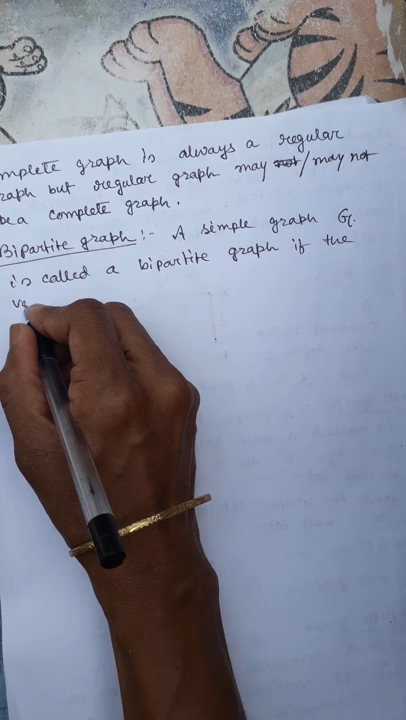 mplete graph is always a regular
raph but regular graph may not/may not
be a complete graph.
Bipartite graph :- A simple graph G.
is called a bipartite graph if the
ve